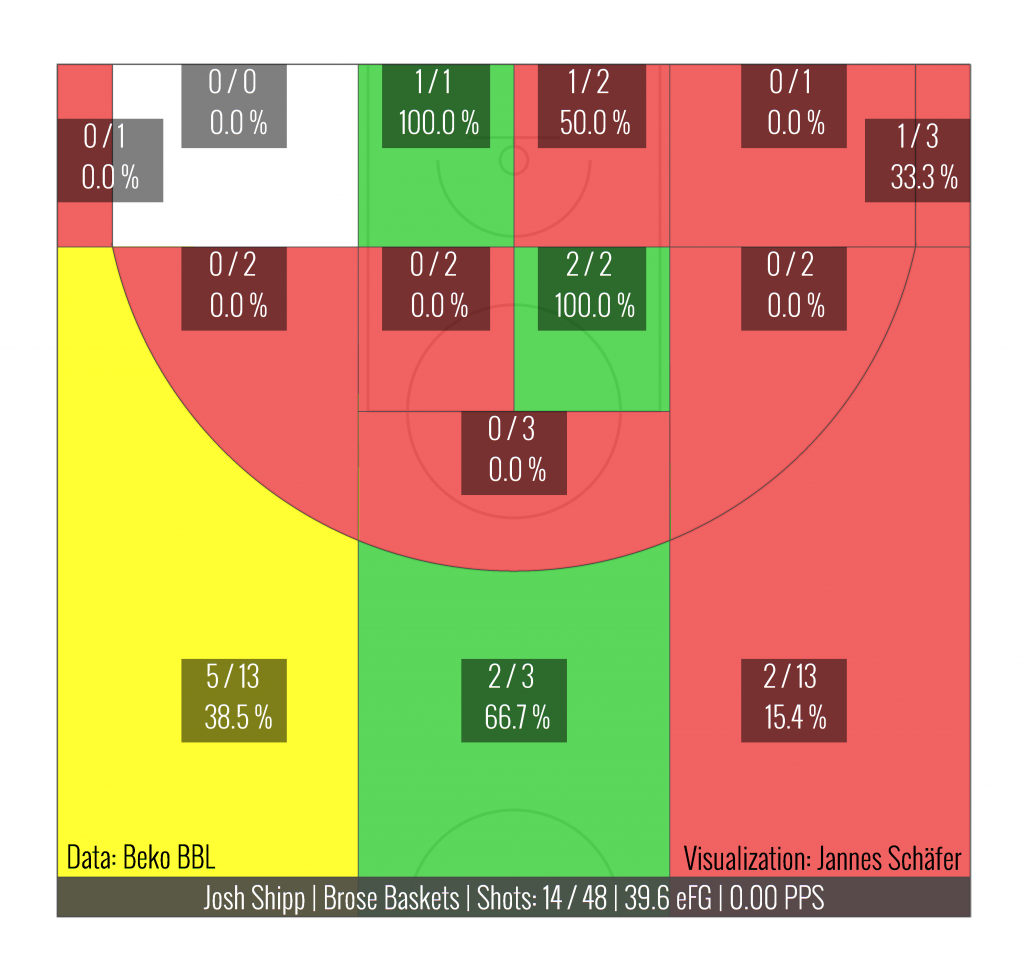 0 / 0
0.0 %
1 / 1
100.0 %
1 / 2
50.0 %
0 / 1
0.0 %
0 / 1
0.0 %
1 / 3
33.3 %
0 / 2
0.0 %
0 / 2
0.0 %
2 / 2
100.0 %
0 / 2
0.0 %
0 / 3
0.0 %
5 / 13
38.5 %
2 / 3
66.7 %
2 / 13
15.4 %
Data: Beko BBL
Visualization: Jannes Schäfer
Josh Shipp | Brose Baskets | Shots: 14 / 48 | 39.6 eFG | 0.00 PPS